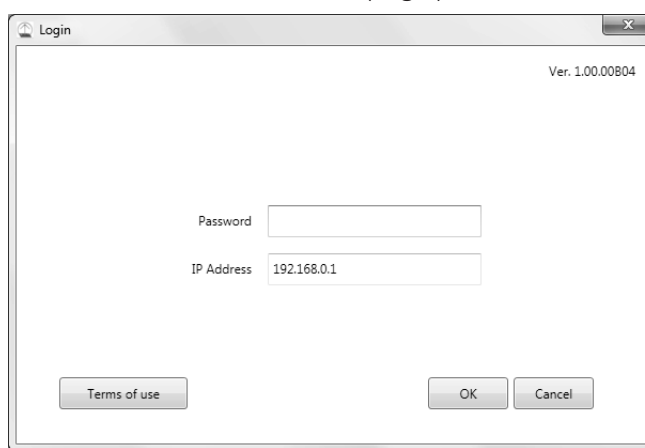 Login
Ver. 1.00.00B04
Password
IP Address 192.168.0.1
Terms of use OK Cancel